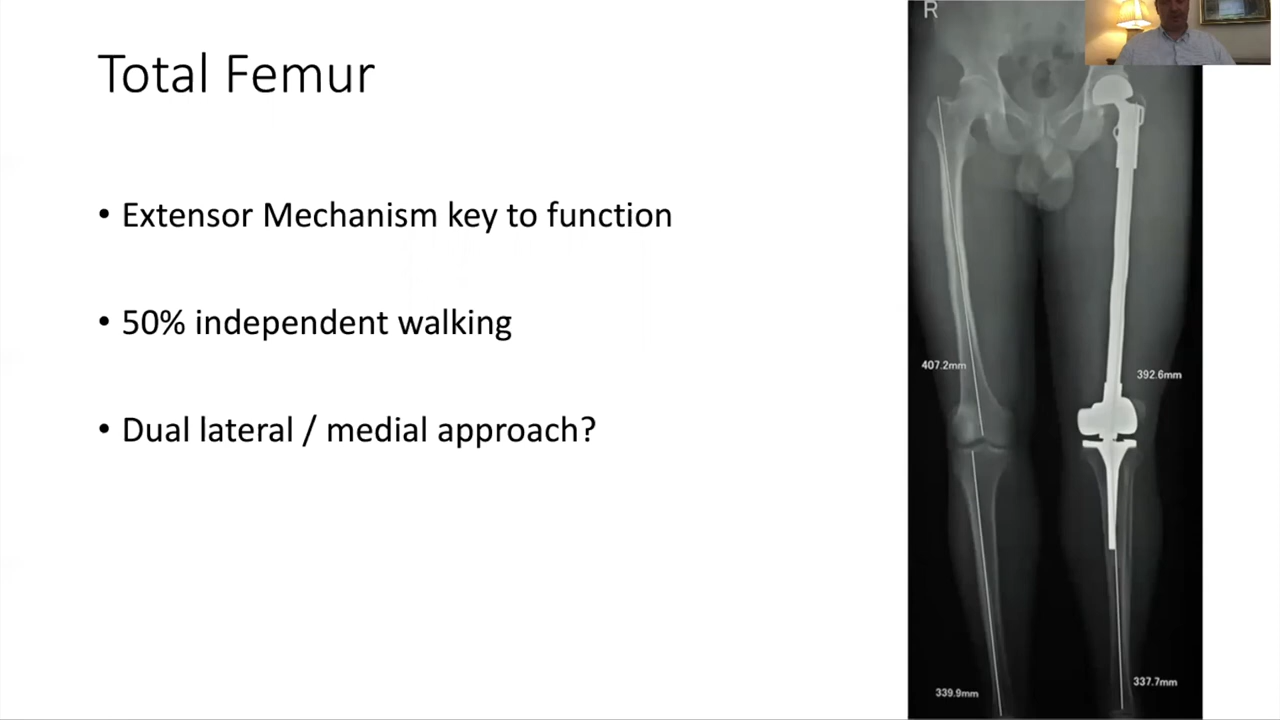 Total Femur
• Extensor Mechanism key to function
• 50% independent walking
• Dual lateral / medial approach?
R
407.2mm
392.6mm
339.9mm
337.7mm